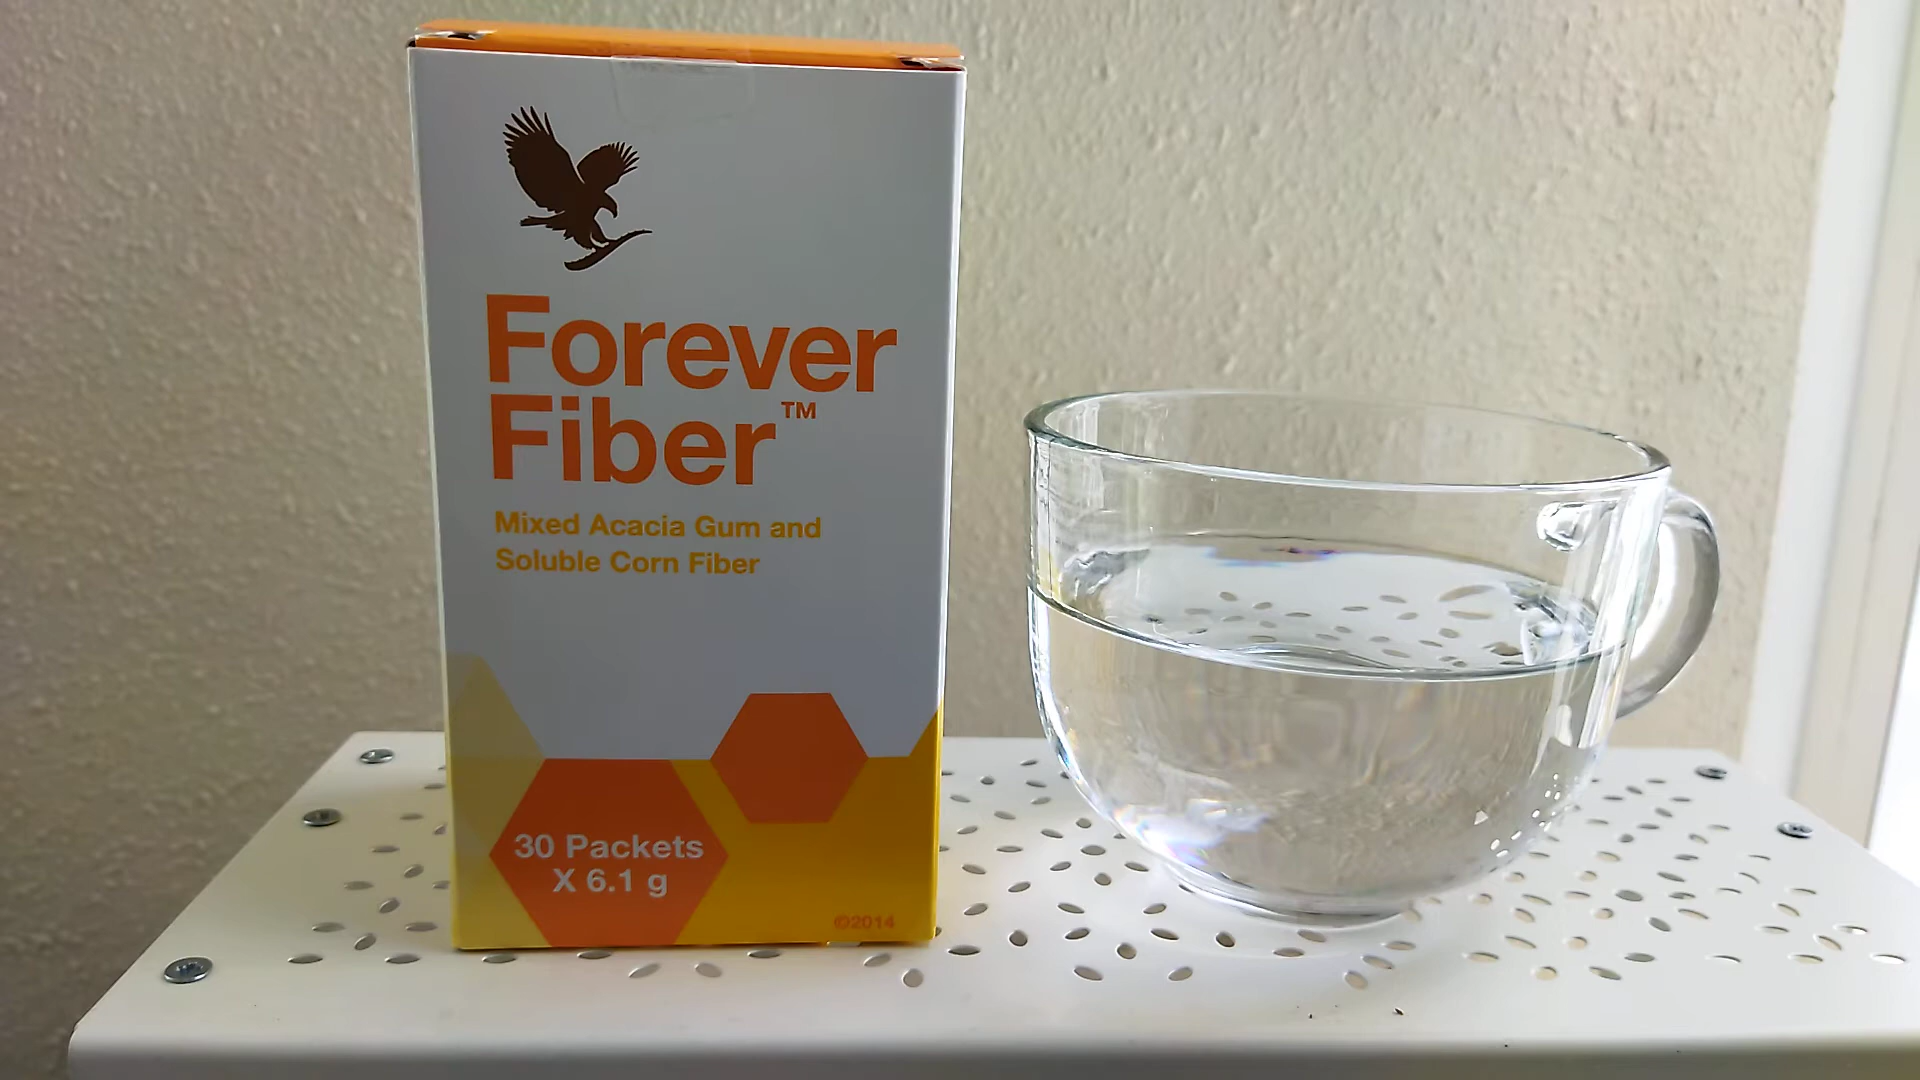 Forever
Fiber™
Mixed Acacia Gum and
Soluble Corn Fiber
30 Packets
X 6.1 g
©2014